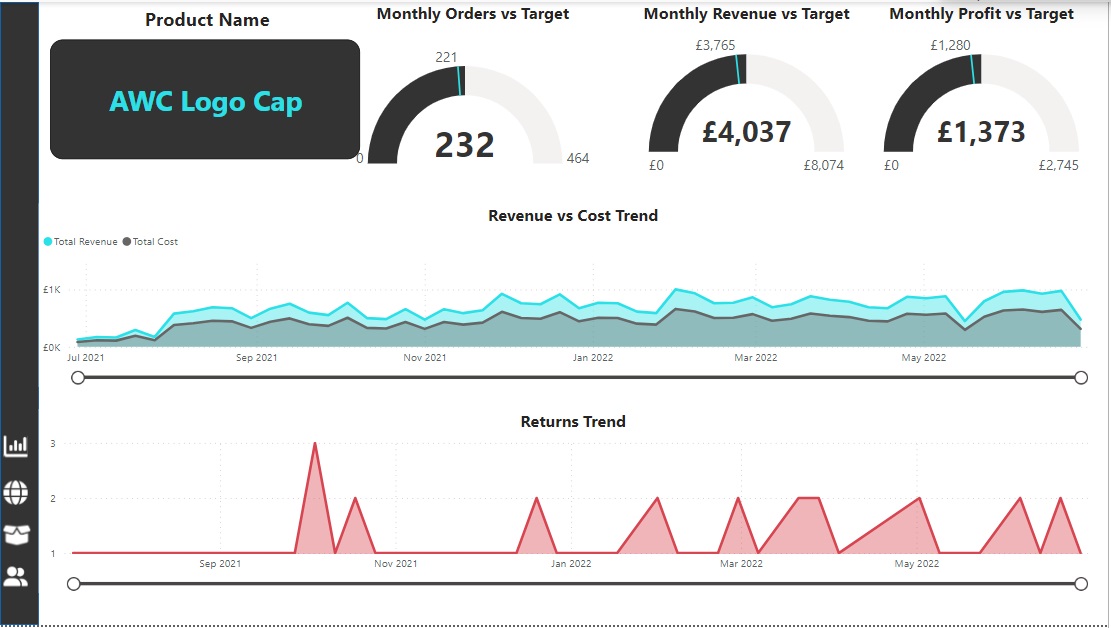 Product Name
Monthly Orders vs Target
Monthly Revenue vs Target
Monthly Profit vs Target
AWC Logo Cap
221
232
0
464
£3,765
£4,037
£0
£8,074
£1,280
£1,373
£0
£2,745
Revenue vs Cost Trend
Total Revenue Total Cost
£1K
£0K
Jul 2021 Sep 2021 Nov 2021 Jan 2022 Mar 2022 May 2022
Returns Trend
3
2
1
Sep 2021 Nov 2021 Jan 2022 Mar 2022 May 2022